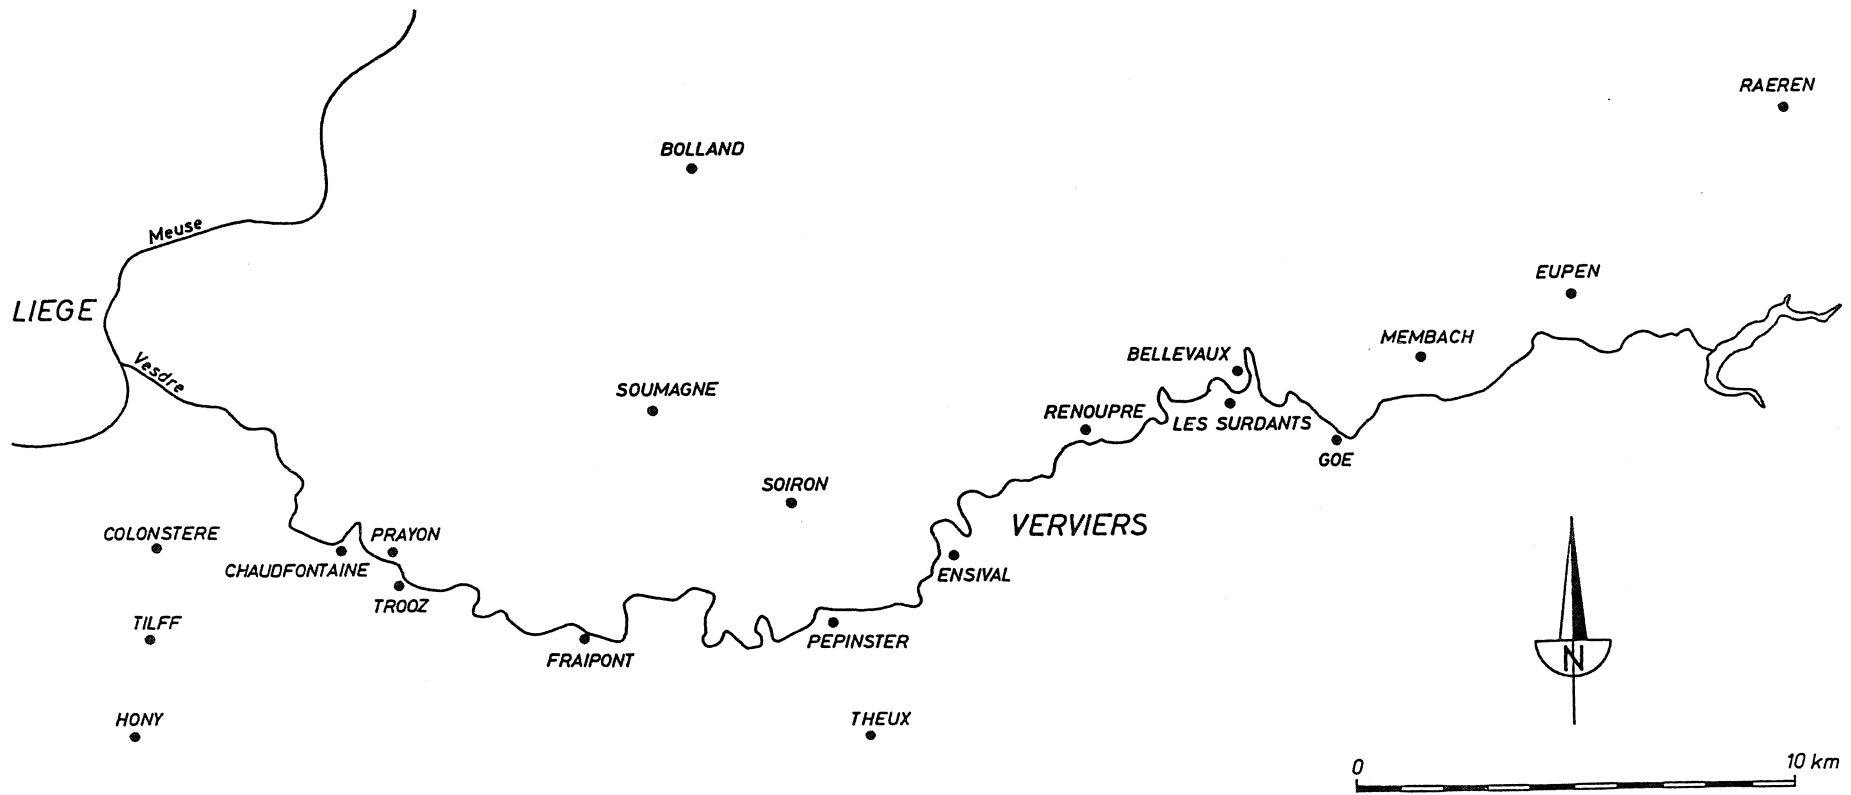 RAEREN
BOLLAND
Meuse
EUPEN
LIEGE
MEMBACH
BELLEVAUX
Vesdre
SOUMAGNE
RENOUPRE
LES SURDANTS
GOE
SOIRON
VERVIERS
COLONSTERE
PRAYON
CHAUDFONTAINE
ENSIVAL
TROOZ
TILFF
PEPINSTER
FRAIPONT
N
HONY
THEUX
0
10 km